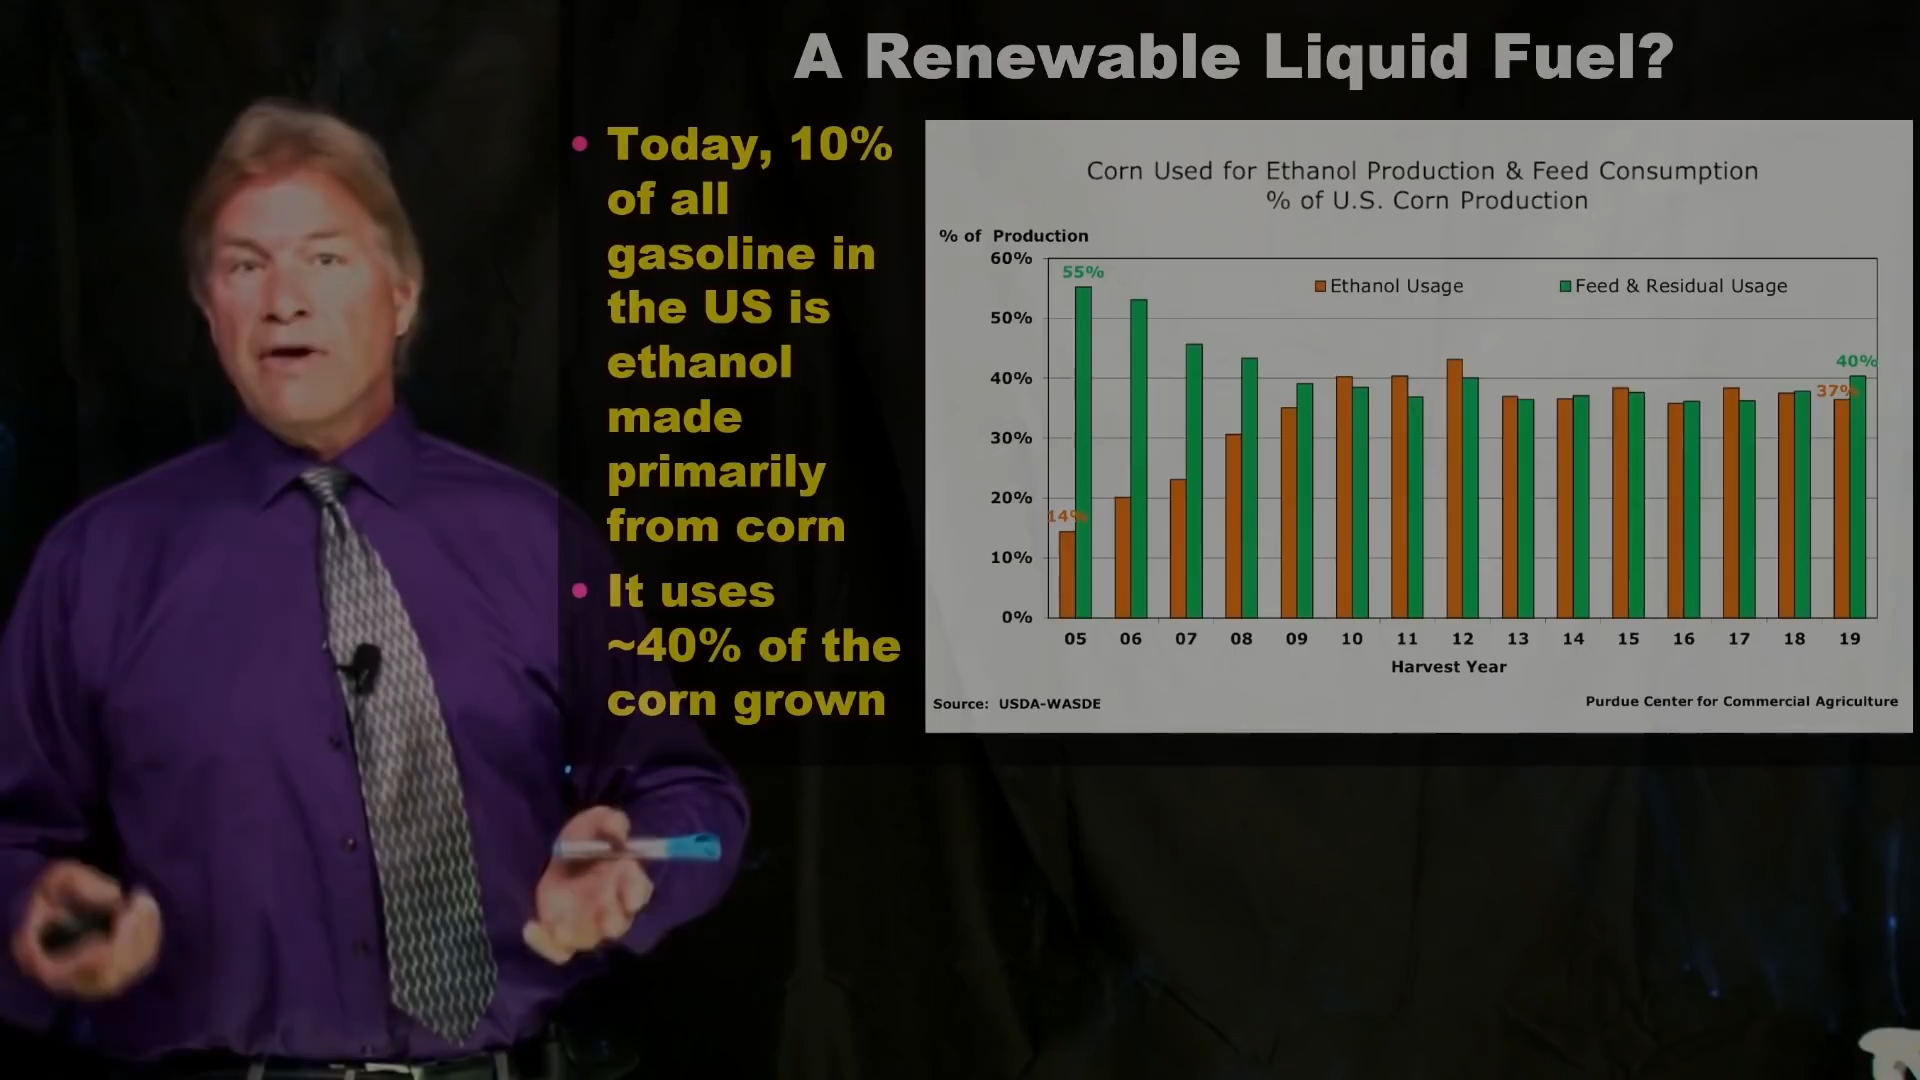 A Renewable Liquid Fuel?
• Today, 10%
of all
gasoline in
the US is
ethanol
made
primarily
from corn
• It uses
~40% of the
corn grown
Corn Used for Ethanol Production & Feed Consumption
% of U.S. Corn Production
% of Production
60%
50%
40%
30%
20%
10%
0%
Ethanol Usage
Feed & Residual Usage
55%
14%
40%
37%
05 06 07 08 09 10 11 12 13 14 15 16 17 18 19
Harvest Year
Source: USDA-WASDE
Purdue Center for Commercial Agriculture